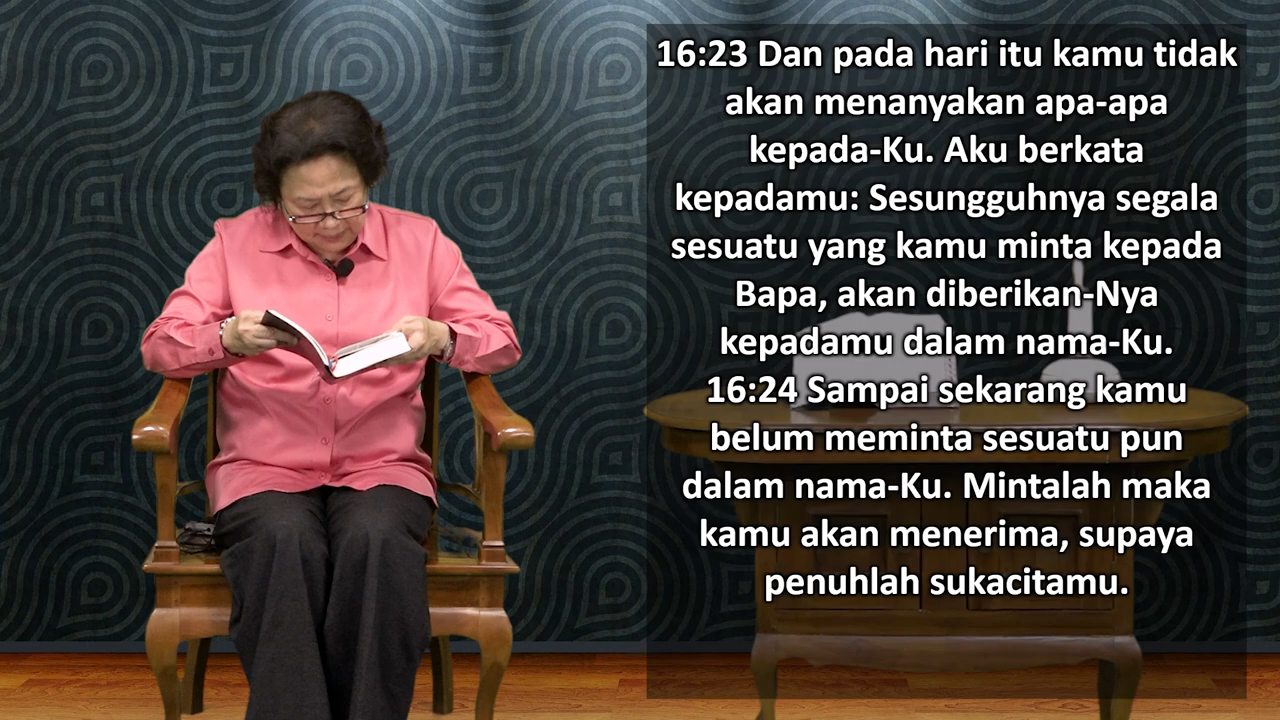 16:23 Dan pada hari itu kamu tidak
akan menanyakan apa-apa
kepada-Ku. Aku berkata
kepadamu: Sesungguhnya segala
sesuatu yang kamu minta kepada
Bapa, akan diberikan-Nya
kepadamu dalam nama-Ku.
16:24 Sampai sekarang kamu
belum meminta sesuatu pun
dalam nama-Ku. Mintalah maka
kamu akan menerima, supaya
penuhlah sukacitamu.